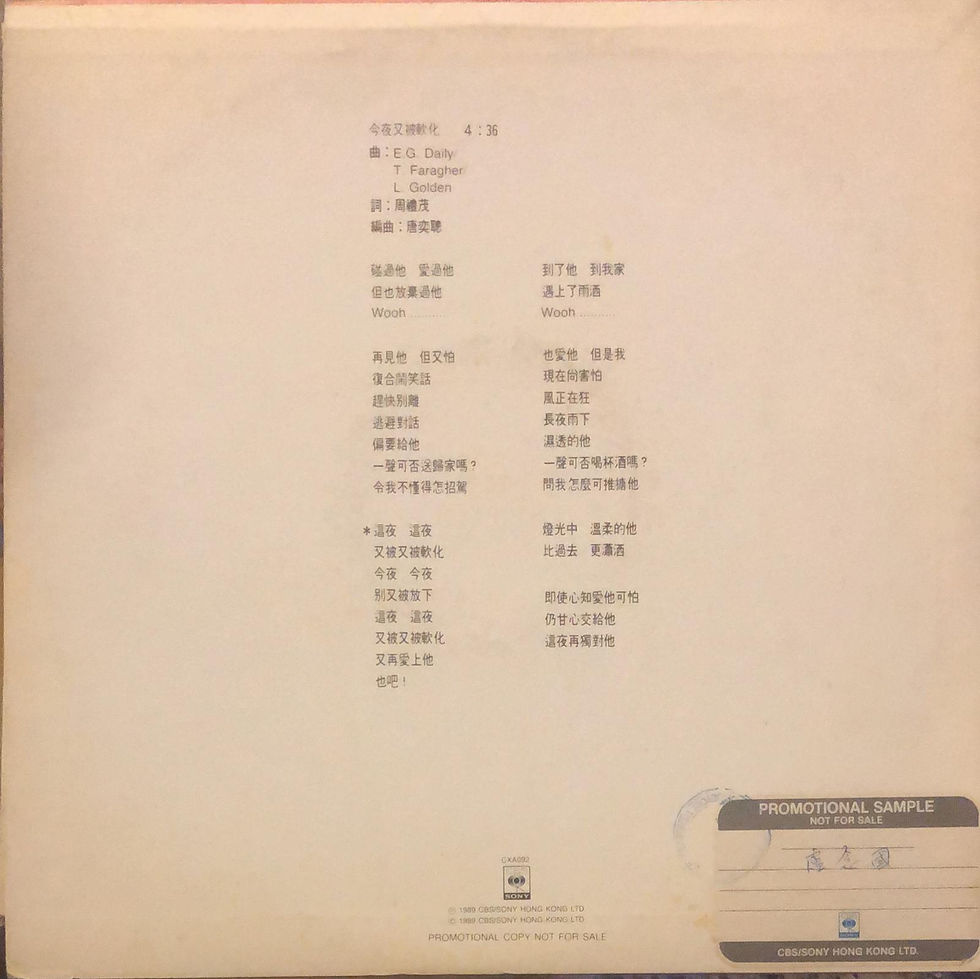 今夜又被軟化 4:36
曲:E.G. Daily
T. Faragher
L. Golden
詞:周禮茂
編曲:唐奕聰
碰過他 愛過他
但也放棄過他
Wooh..........
再見他 但又怕
復合鬧笑話
趕快別離
逃避對話
偏要給他
一聲可否送歸家嗎?
令我不懂得怎招駕
*這夜 這夜
又被又被軟化
今夜 今夜
別又被放下
這夜 這夜
又被又被軟化
又再愛上他
也吧!
到了他 到我家
遇上了雨洒
Wooh..........
也愛他 但是我
現在尚害怕
風正在狂
長夜雨下
濕透的他
一聲可否喝杯酒嗎?
問我怎麼可推搪他
燈光中 溫柔的他
比過去 更瀟洒
即使心知愛他可怕
仍甘心交給他
這夜再獨對他
CXA092
SONY
Ⓟ 1989 CBS/SONY HONG KONG LTD
© 1989 CBS/SONY HONG KONG LTD
PROMOTIONAL COPY NOT FOR SALE
PROMOTIONAL SAMPLE
NOT FOR SALE
CBS/SONY HONG KONG LTD.